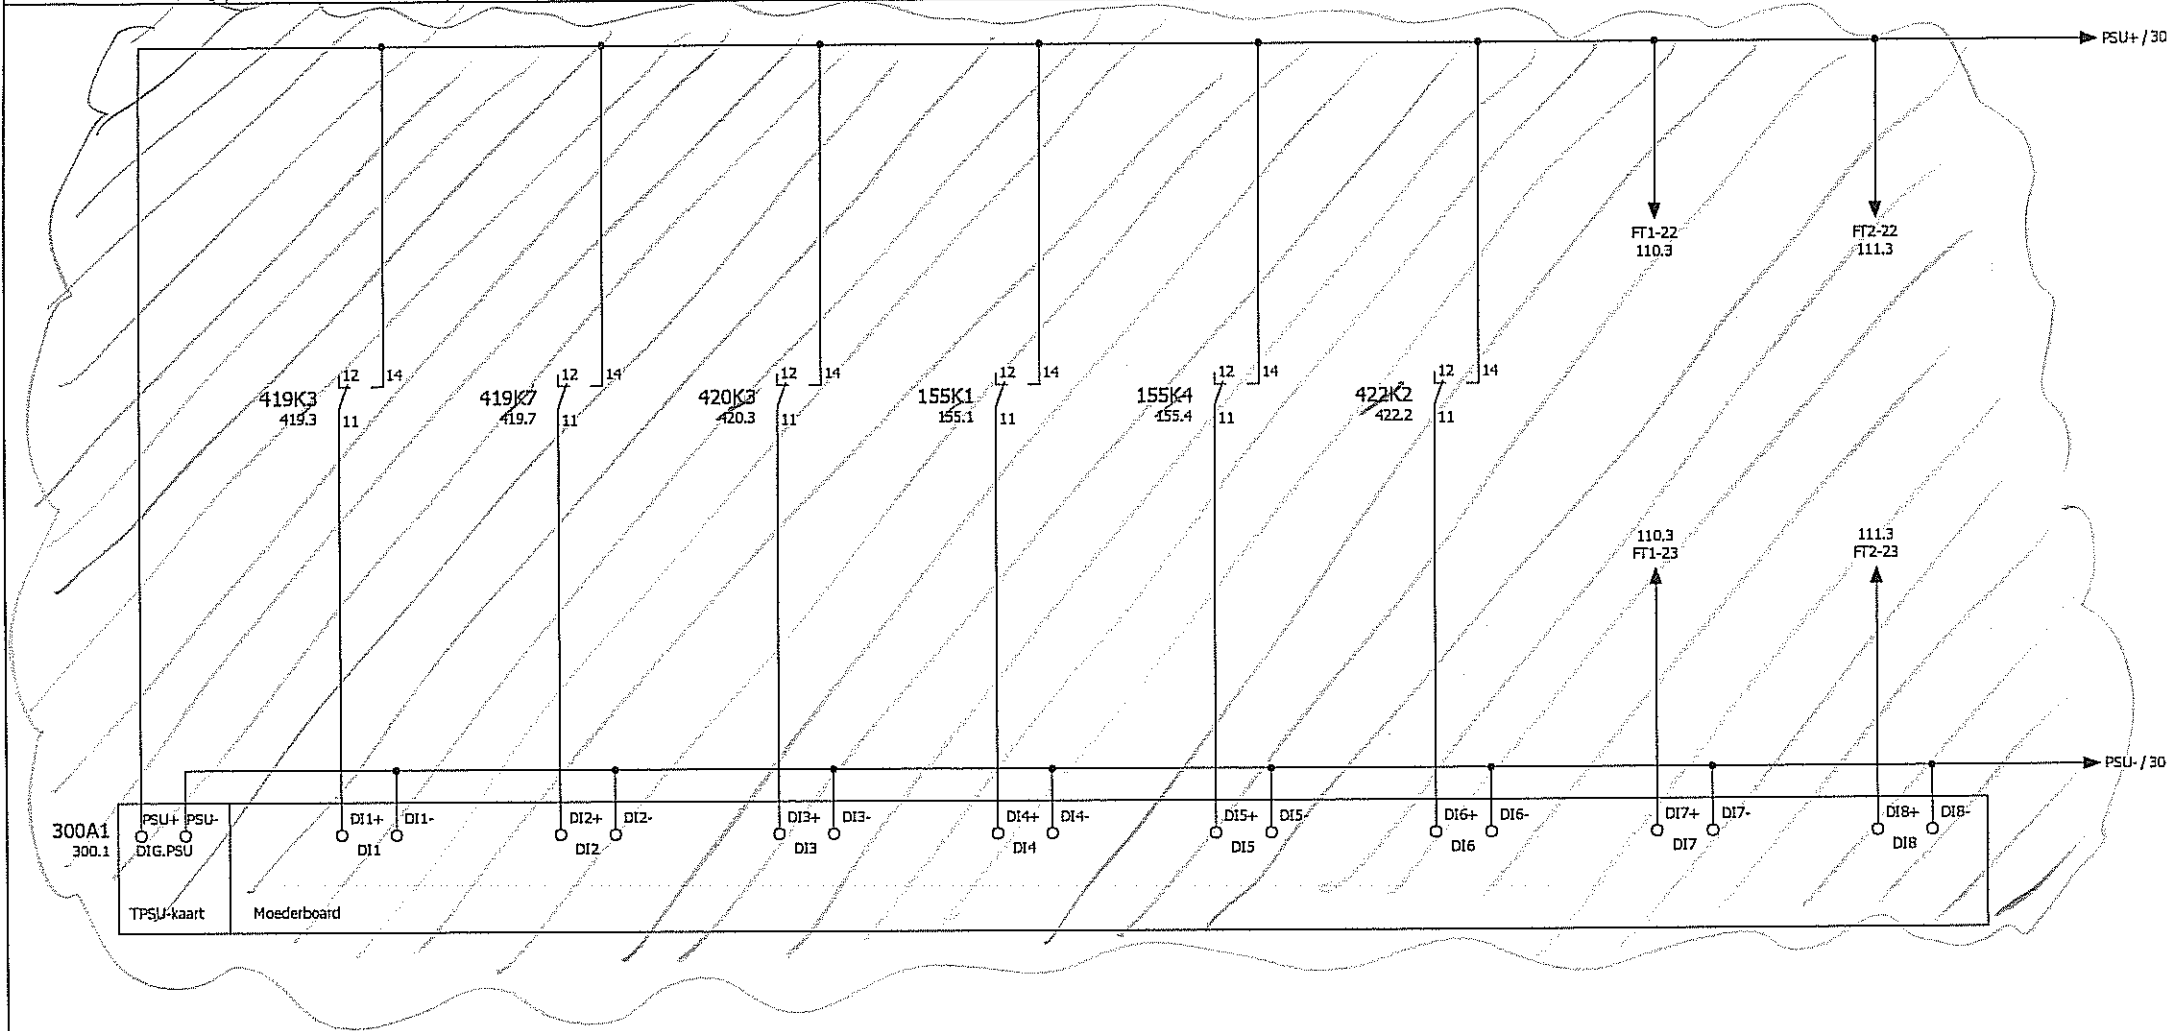 PSU+ / 30
FT1-22
110.3
FT2-22
111.3
12 14
419K3
419.3
11
12 14
419K7
419.7
11
12 14
420K3
420.3
11
12 14
155K1
155.1
11
12 14
155K4
155.4
11
12 14
422K2
422.2
11
110.3
FT1-23
111.3
FT2-23
PSU- / 30
300A1
300.1
PSU+ PSU-
DIG.PSU
DI1+ DI1-
DI1
DI2+ DI2-
DI2
DI3+ DI3-
DI3
DI4+ DI4-
DI4
DI5+ DI5-
DI5
DI6+ DI6-
DI6
DI7+ DI7-
DI7
DI8+ DI8-
DI8
TPSU-kaart
Moederboard